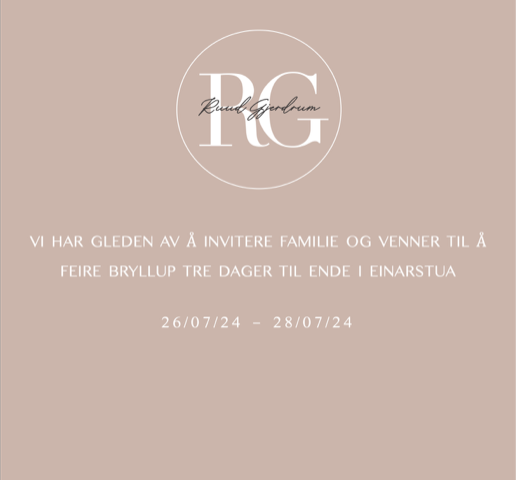 RG
Ruud Gjerdrum
VI HAR GLEDEN AV Å INVITERE FAMILIE OG VENNER TIL Å
FEIRE BRYLLUP TRE DAGER TIL ENDE I EINARSTUA
26/07/24 – 28/07/24